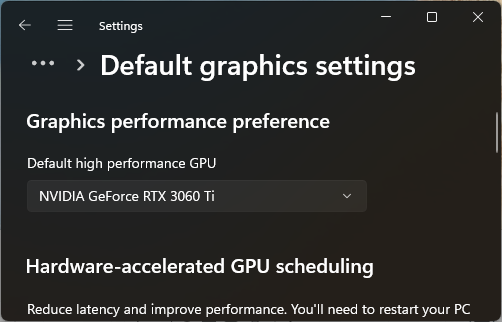 Settings
... > Default graphics settings
Graphics performance preference
Default high performance GPU
NVIDIA GeForce RTX 3060 Ti
Hardware-accelerated GPU scheduling
Reduce latency and improve performance. You'll need to restart your PC